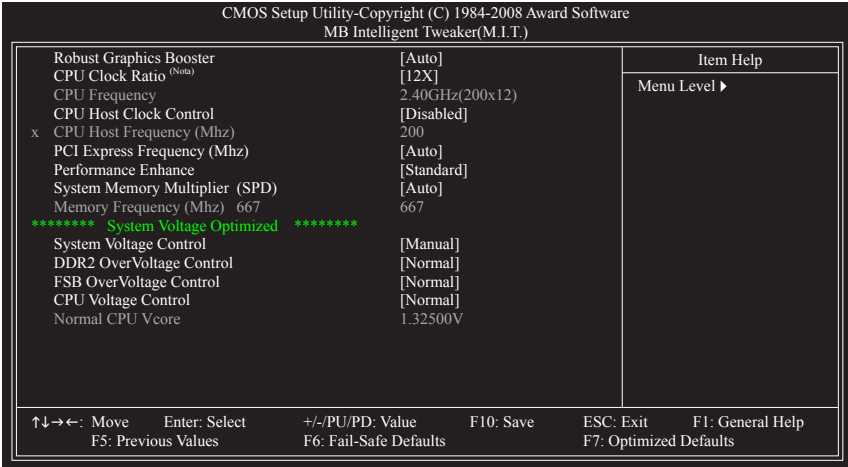 CMOS Setup Utility-Copyright (C) 1984-2008 Award Software
MB Intelligent Tweaker(M.I.T.)
Robust Graphics Booster [Auto]
CPU Clock Ratio (Nota) [12X]
CPU Frequency 2.40GHz(200x12)
CPU Host Clock Control [Disabled]
x CPU Host Frequency (Mhz) 200
PCI Express Frequency (Mhz) [Auto]
Performance Enhance [Standard]
System Memory Multiplier (SPD) [Auto]
Memory Frequency (Mhz) 667 667
******** System Voltage Optimized ********
System Voltage Control [Manual]
DDR2 OverVoltage Control [Normal]
FSB OverVoltage Control [Normal]
CPU Voltage Control [Normal]
Normal CPU Vcore 1.32500V
Item Help
Menu Level▶
↑↓→←: Move Enter: Select +/-/PU/PD: Value F10: Save ESC: Exit F1: General Help
F5: Previous Values F6: Fail-Safe Defaults F7: Optimized Defaults